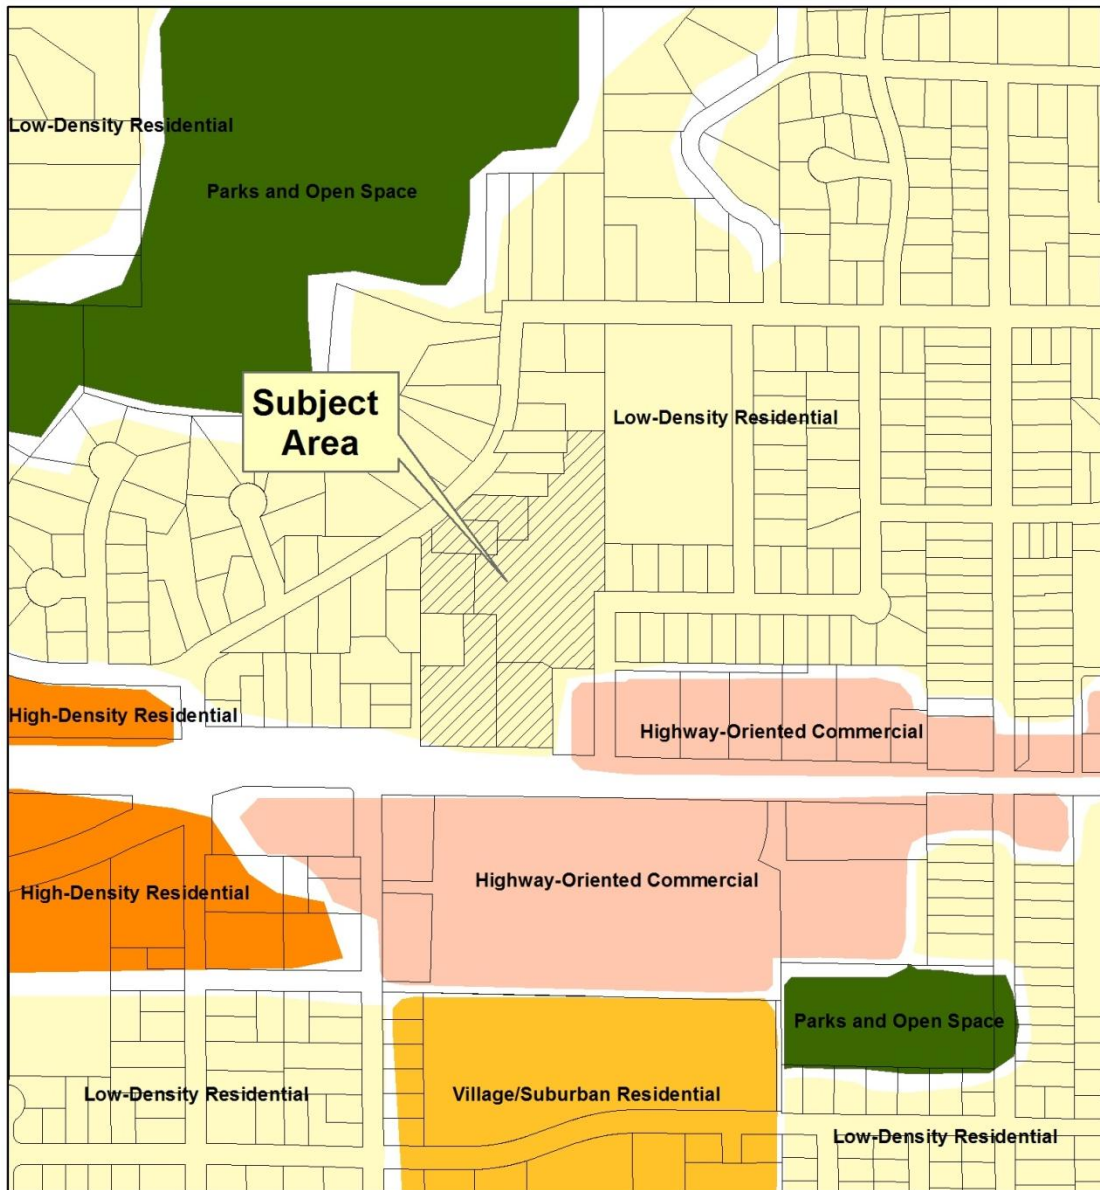 Low-Density Residential
Parks and Open Space
Subject
Area
Low-Density Residential
High-Density Residential
Highway-Oriented Commercial
High-Density Residential
Highway-Oriented Commercial
Parks and Open Space
Low-Density Residential
Village/Suburban Residential
Low-Density Residential